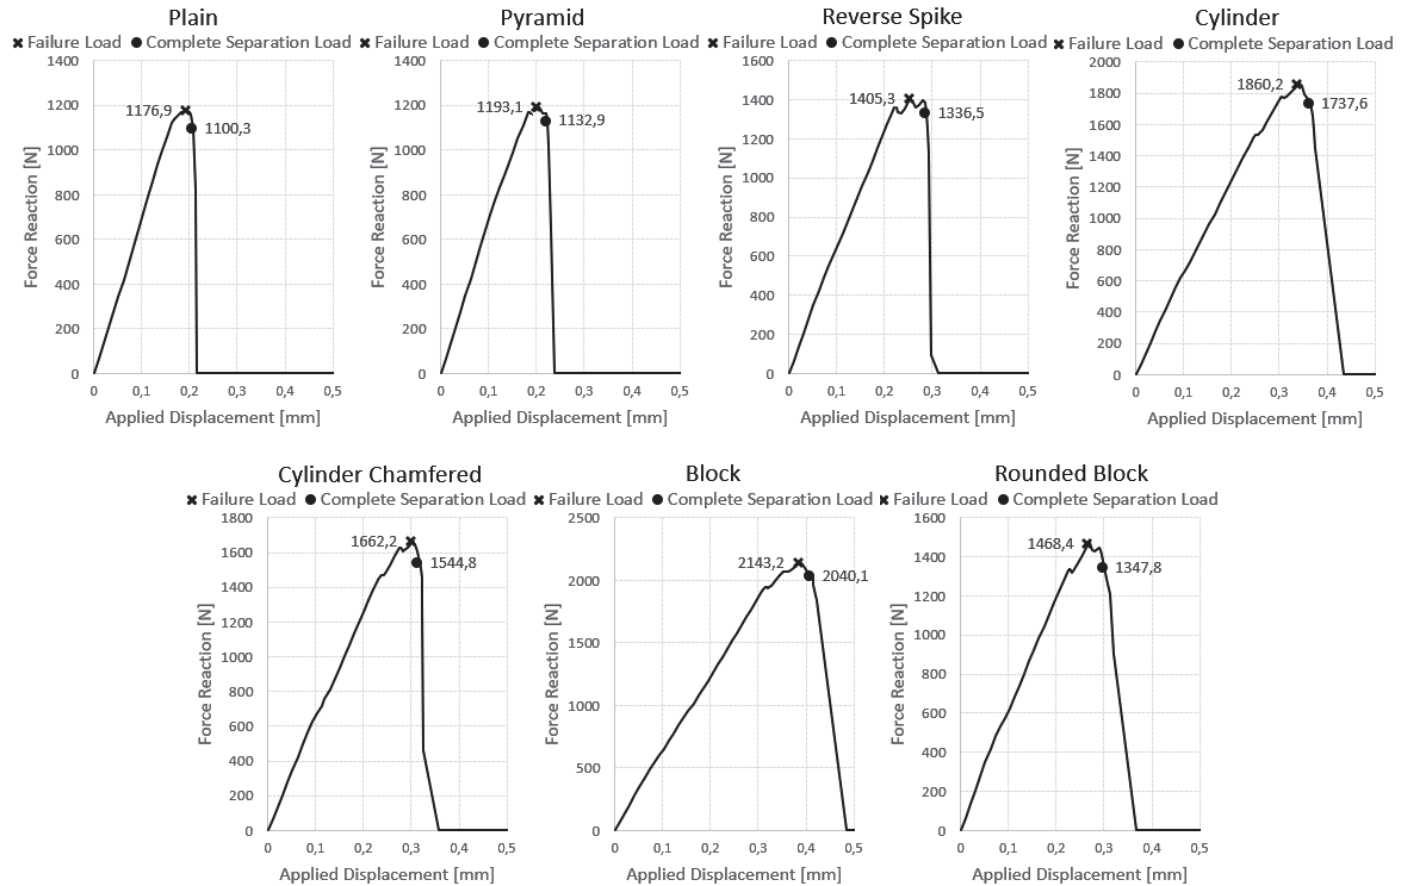 Plain
✖ Failure Load ● Complete Separation Load
1400
1200
1000
800
600
400
200
0
Force Reaction [N]
1176,9
1100,3
0 0,1 0,2 0,3 0,4 0,5
Applied Displacement [mm]
Pyramid
✖ Failure Load ● Complete Separation Load
1400
1200
1000
800
600
400
200
0
Force Reaction [N]
1193,1
1132,9
0 0,1 0,2 0,3 0,4 0,5
Applied Displacement [mm]
Reverse Spike
✖ Failure Load ● Complete Separation Load
1600
1400
1200
1000
800
600
400
200
0
Force Reaction [N]
1405,3
1336,5
0 0,1 0,2 0,3 0,4 0,5
Applied Displacement [mm]
Cylinder
✖ Failure Load ● Complete Separation Load
2000
1800
1600
1400
1200
1000
800
600
400
200
0
Force Reaction [N]
1860,2
1737,6
0 0,1 0,2 0,3 0,4 0,5
Applied Displacement [mm]
Cylinder Chamfered
✖ Failure Load ● Complete Separation Load
1800
1600
1400
1200
1000
800
600
400
200
0
Force Reaction [N]
1662,2
1544,8
0 0,1 0,2 0,3 0,4 0,5
Applied Displacement [mm]
Block
✖ Failure Load ● Complete Separation Load
2500
2000
1500
1000
500
0
Force Reaction [N]
2143,2
2040,1
0 0,1 0,2 0,3 0,4 0,5
Applied Displacement [mm]
Rounded Block
✖ Failure Load ● Complete Separation Load
1600
1400
1200
1000
800
600
400
200
0
Force Reaction [N]
1468,4
1347,8
0 0,1 0,2 0,3 0,4 0,5
Applied Displacement [mm]